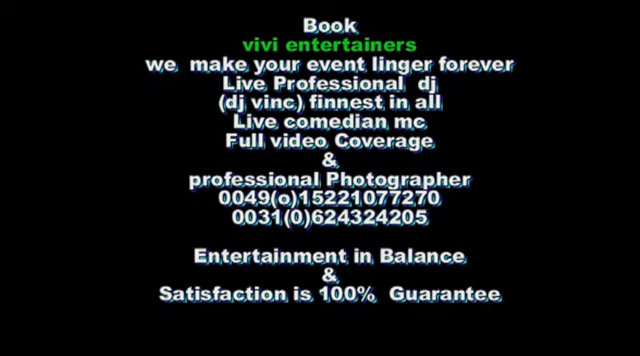 Book
vivi entertainers
we make your event linger forever
Live Professional dj
(dj vinc) finnest in all
Live comedian mc
Full video Coverage
&
professional Photographer
0049(o)15221077270
0031(0)624324205
Entertainment in Balance
&
Satisfaction is 100% Guarantee